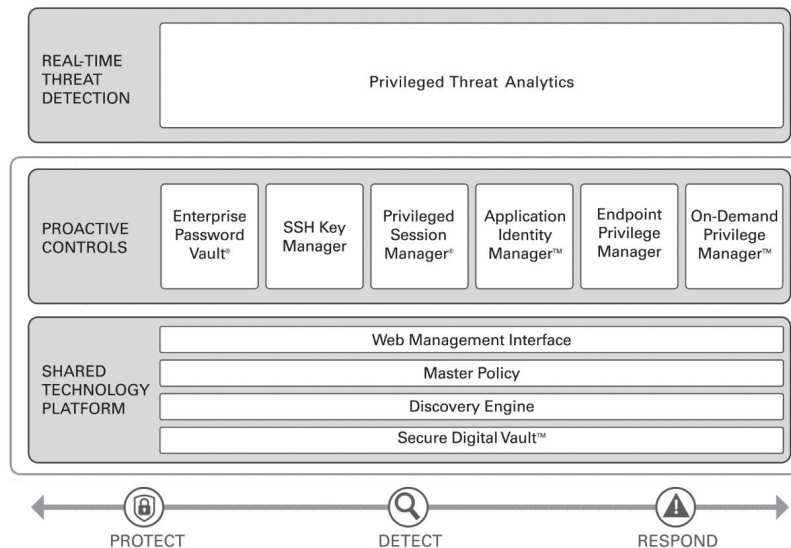 REAL-TIME
THREAT
DETECTION
Privileged Threat Analytics
PROACTIVE
CONTROLS
Enterprise
Password
Vault®
SSH Key
Manager
Privileged
Session
Manager®
Application
Identity
Manager™
Endpoint
Privilege
Manager
On-Demand
Privilege
Manager™
SHARED
TECHNOLOGY
PLATFORM
Web Management Interface
Master Policy
Discovery Engine
Secure Digital Vault™
PROTECT
DETECT
RESPOND